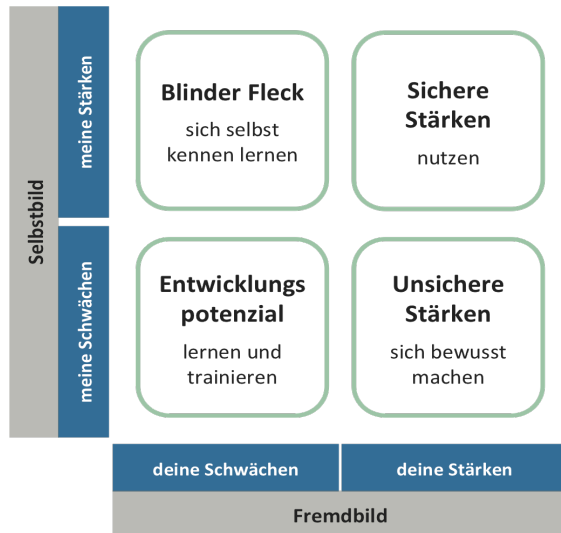 Selbstbild
meine Stärken
Blinder Fleck
sich selbst
kennen lernen
Sichere
Stärken
nutzen
meine Schwächen
Entwicklungs
potenzial
lernen und
trainieren
Unsichere
Stärken
sich bewusst
machen
deine Schwächen
deine Stärken
Fremdbild